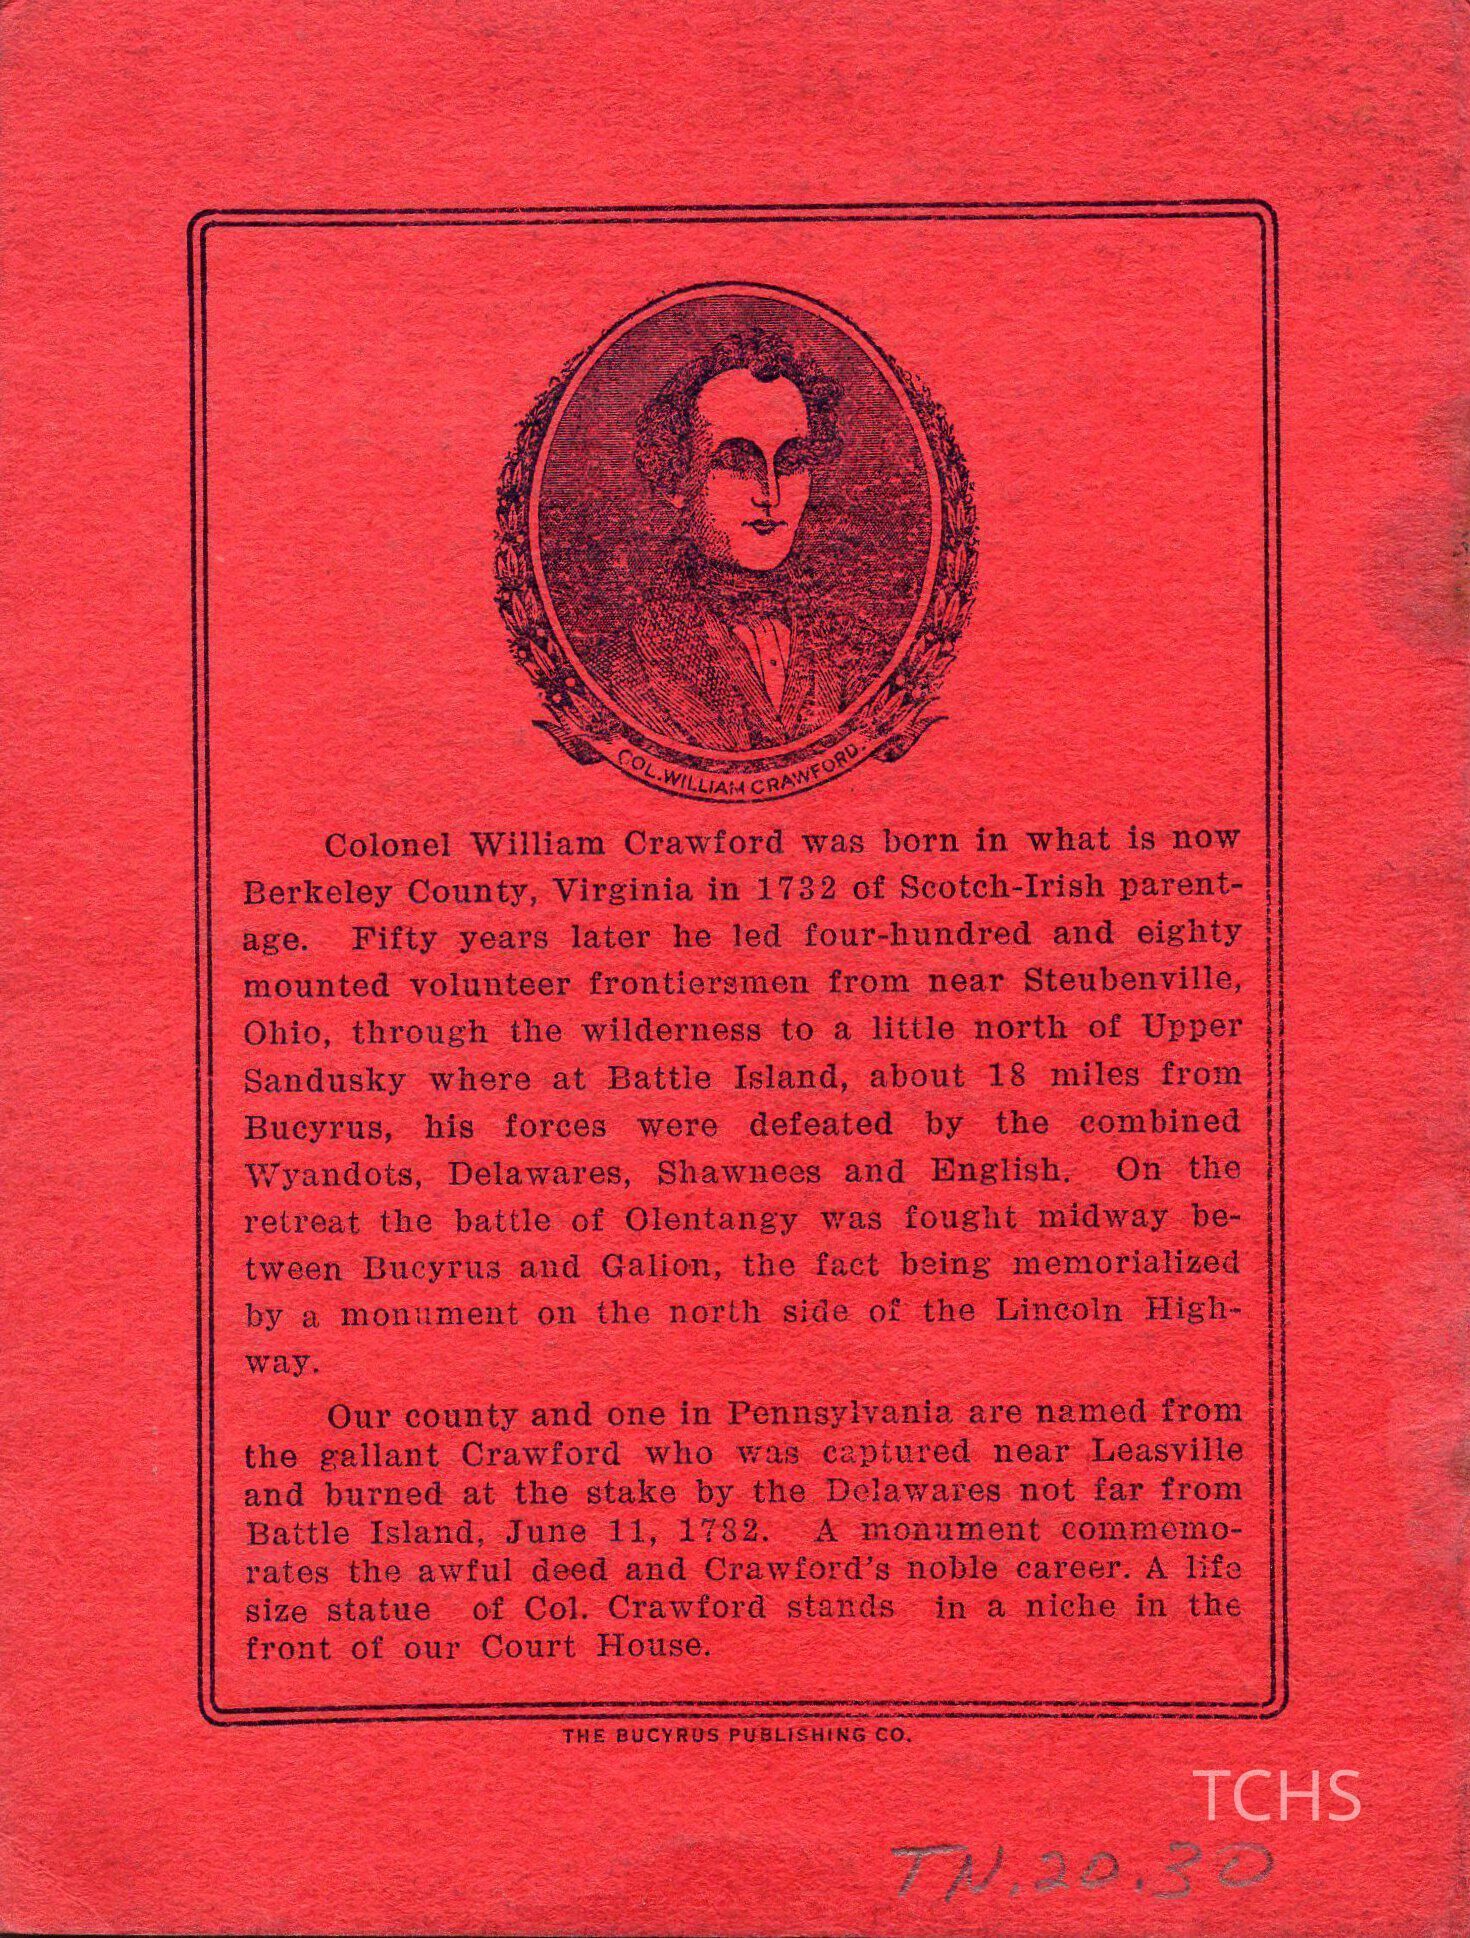 COL. WILLIAM CRAWFORD.
Colonel William Crawford was born in what is now
Berkeley County, Virginia in 1732 of Scotch-Irish parent-
age. Fifty years later he led four-hundred and eighty
mounted volunteer frontiersmen from near Steubenville,
Ohio, through the wilderness to a little north of Upper
Sandusky where at Battle Island, about 18 miles from
Bucyrus, his forces were defeated by the combined
Wyandots, Delawares, Shawnees and English. On the
retreat the battle of Olentangy was fought midway be-
tween Bucyrus and Galion, the fact being memorialized
by a monument on the north side of the Lincoln High-
way.
Our county and one in Pennsylvania are named from
the gallant Crawford who was captured near Leasville
and burned at the stake by the Delawares not far from
Battle Island, June 11, 1782. A monument commemo-
rates the awful deed and Crawford's noble career. A life
size statue of Col. Crawford stands in a niche in the
front of our Court House.
THE BUCYRUS PUBLISHING CO.
TCHS
TN.20.30